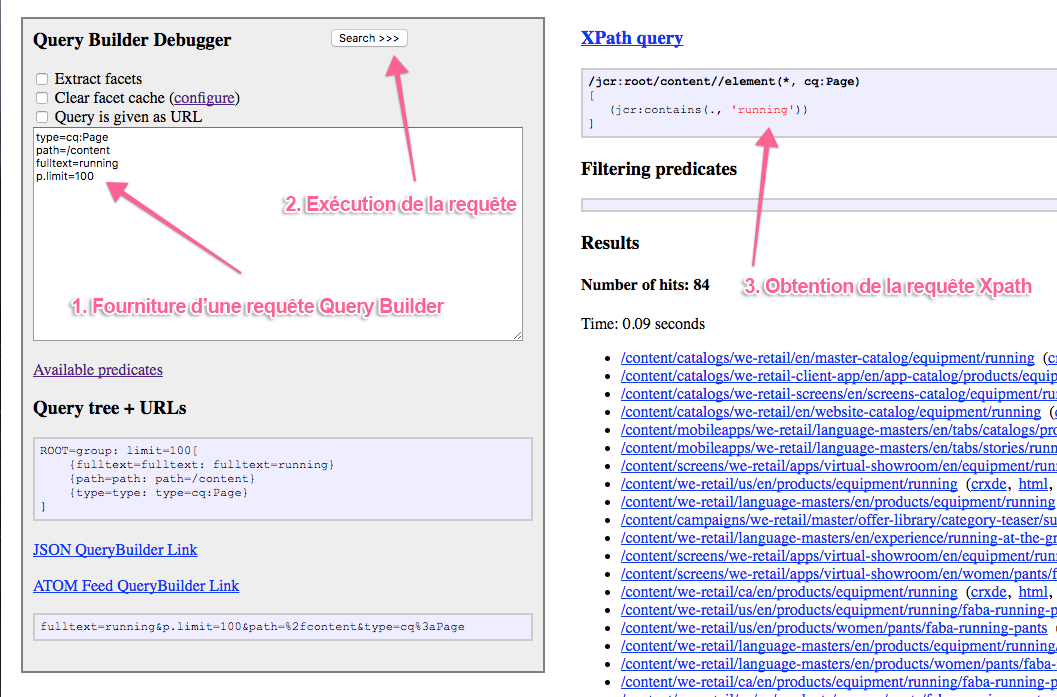 Query Builder Debugger
Search >>>
Extract facets
Clear facet cache (configure)
Query is given as URL
type=cq:Page
path=/content
fulltext=running
p.limit=100
2. Exécution de la requête
1. Fourniture d'une requête Query Builder
Available predicates
Query tree + URLs
ROOT=group: limit=100[
{fulltext=fulltext: fulltext=running}
{path=path: path=/content}
{type=type: type=cq:Page}
]
JSON QueryBuilder Link
ATOM Feed QueryBuilder Link
fulltext=running&p.limit=100&path=%2fcontent&type=cq%3aPage
XPath query
/jcr:root/content//element(*, cq:Page)
[
(jcr:contains(., 'running'))
]
Filtering predicates
Results
Number of hits: 84
3. Obtention de la requête Xpath
Time: 0.09 seconds
/content/catalogs/we-retail/en/master-catalog/equipment/running (c
/content/catalogs/we-retail-client-app/en/app-catalog/products/equip
/content/catalogs/we-retail-screens/en/screens-catalog/equipment/ru
/content/catalogs/we-retail/en/website-catalog/equipment/running (
/content/mobileapps/we-retail/language-masters/en/tabs/catalogs/pro
/content/mobileapps/we-retail/language-masters/en/tabs/stories/runn
/content/screens/we-retail/apps/virtual-showroom/en/equipment/run
/content/we-retail/us/en/products/equipment/running (crxde, html,
/content/we-retail/language-masters/en/products/equipment/running
/content/campaigns/we-retail/master/offer-library/category-teaser/su
/content/we-retail/language-masters/en/experience/running-at-the-gr
/content/screens/we-retail/apps/virtual-showroom/en/equipment/run
/content/screens/we-retail/apps/virtual-showroom/en/women/pants/f
/content/we-retail/ca/en/products/equipment/running (crxde, html,
/content/we-retail/us/en/products/equipment/running/faba-running-p
/content/we-retail/us/en/products/women/pants/faba-running-pants
/content/we-retail/language-masters/en/products/equipment/running/
/content/we-retail/language-masters/en/products/women/pants/faba-
/content/we-retail/ca/en/products/equipment/running/faba-running-p